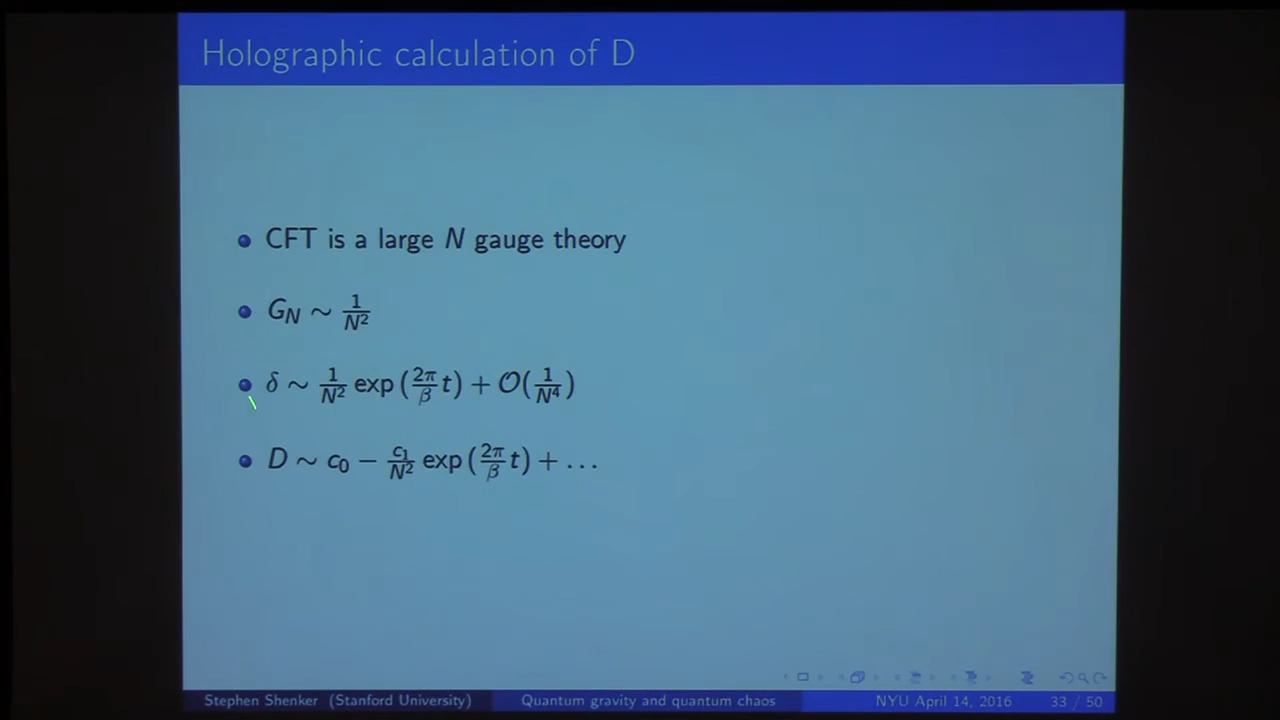 Holographic calculation of D
CFT is a large N gauge theory
G_N ∼ 1/N²
δ ∼ 1/N² exp(2π/β t) + 𝒪(1/N⁴)
D ∼ c₀ − c₁/N² exp(2π/β t) + ...
Stephen Shenker (Stanford University) Quantum gravity and quantum chaos NYU April 14, 2016 33 / 50